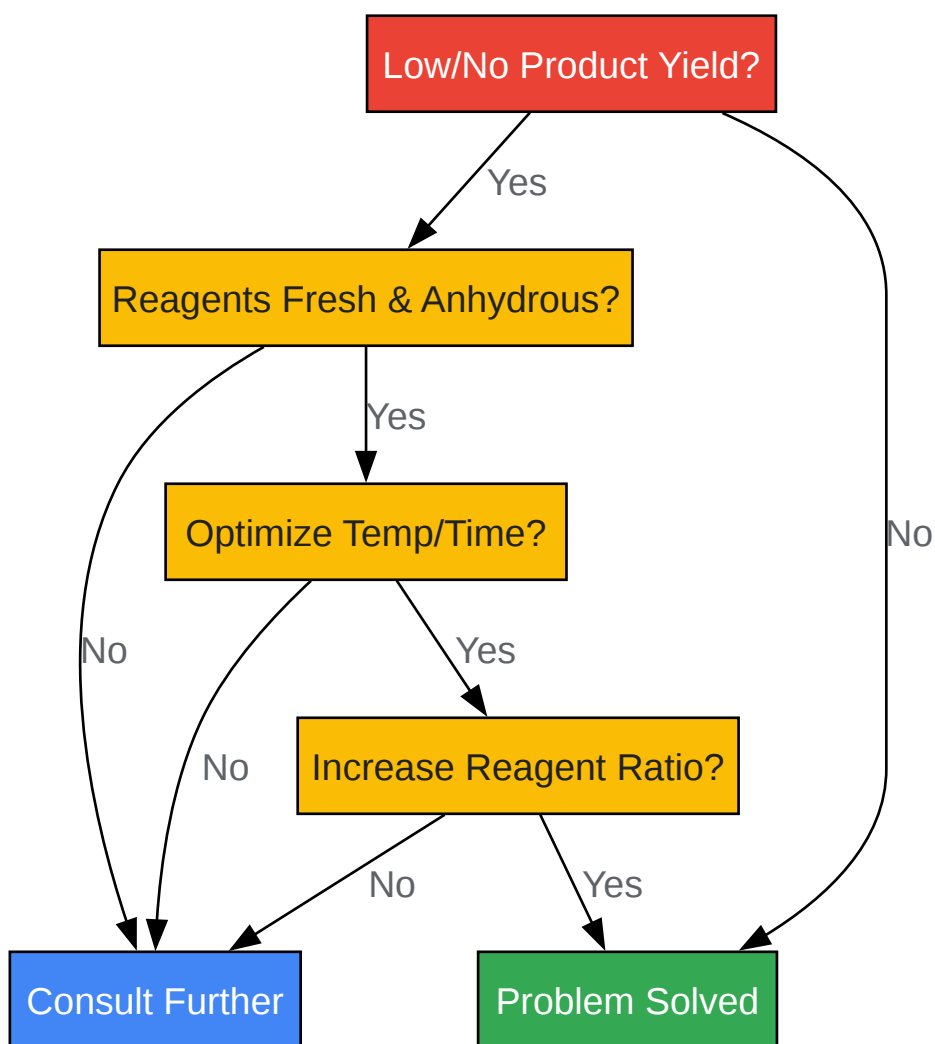 Low/No Product Yield?
Yes
Reagents Fresh & Anhydrous?
Yes
Optimize Temp/Time?
No
No
Yes
No
Increase Reagent Ratio?
No
Yes
Consult Further
Problem Solved